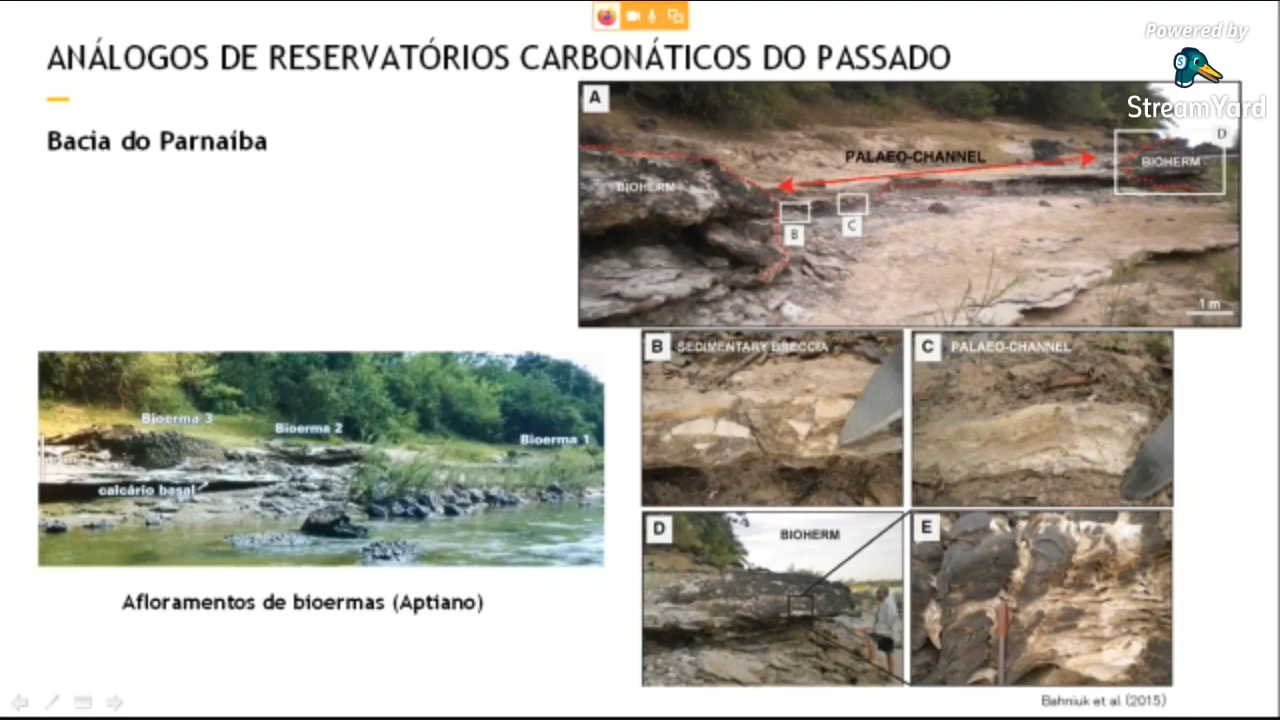 Powered by
StreamYard
ANÁLOGOS DE RESERVATÓRIOS CARBONÁTICOS DO PASSADO
Bacia do Parnaíba
A
PALAEO-CHANNEL
D
BIOHERM
BIOHERM
B
C
1 m
B SEDIMENTARY BRECCIA
C PALAEO-CHANNEL
Bioerma 3
Bioerma 2
Bioerma 1
calcário basal
D
BIOHERM
E
Afloramentos de bioermas (Aptiano)
Bahniuk et al (2015)